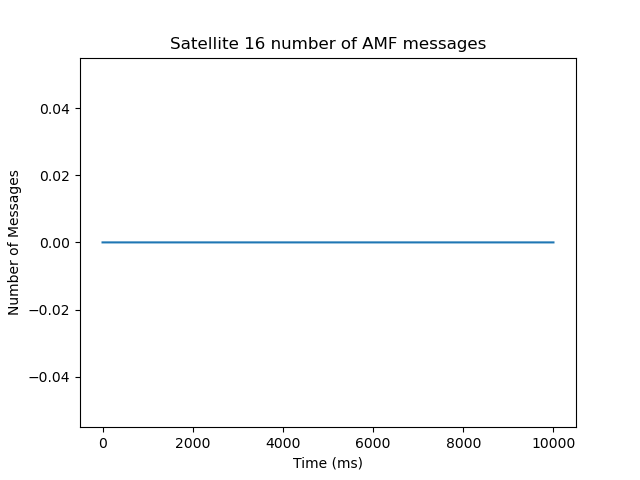 Satellite 16 number of AMF messages
Number of Messages
0.04
0.02
0.00
−0.02
−0.04
0 2000 4000 6000 8000 10000
Time (ms)